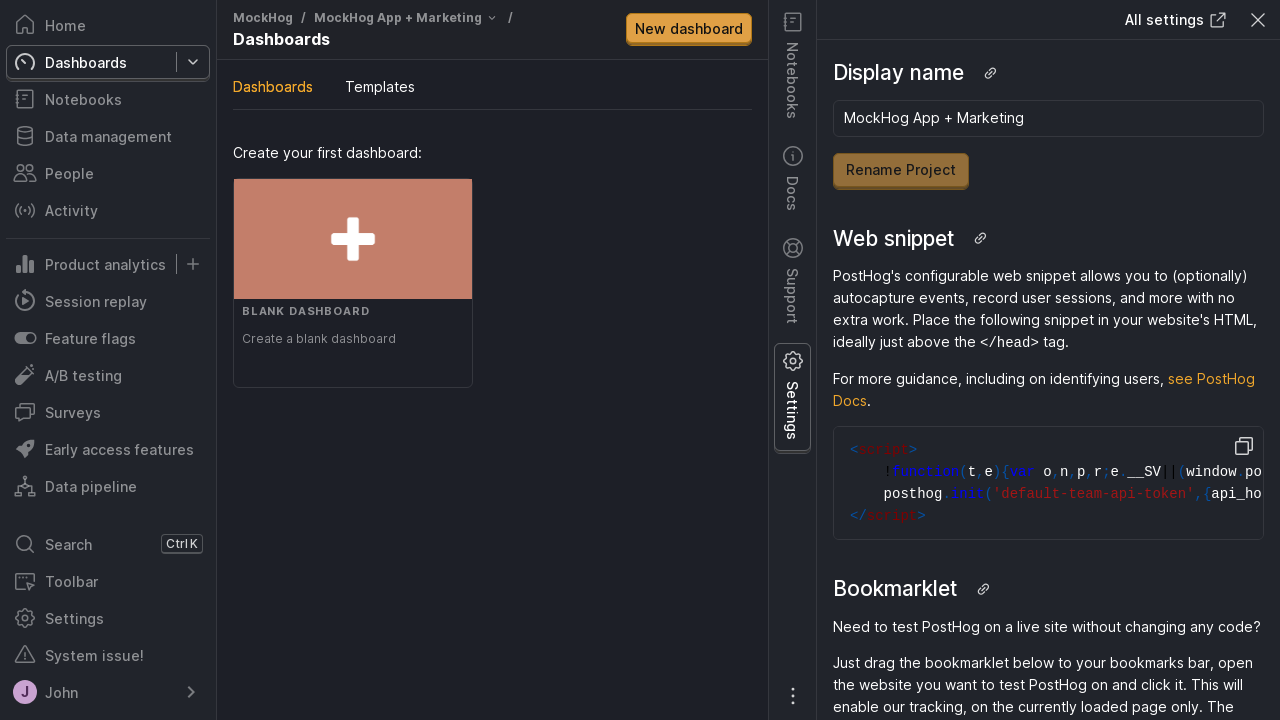 Home
Dashboards
Notebooks
Data management
People
Activity
Product analytics
Session replay
Feature flags
A/B testing
Surveys
Early access features
Data pipeline
Search
Ctrl K
Toolbar
Settings
System issue!
J
John
MockHog / MockHog App + Marketing /
Dashboards
New dashboard
Dashboards Templates
Create your first dashboard:
BLANK DASHBOARD
Create a blank dashboard
Notebooks
Docs
Support
Settings
All settings
Display name
MockHog App + Marketing
Rename Project
Web snippet
PostHog's configurable web snippet allows you to (optionally)
autocapture events, record user sessions, and more with no
extra work. Place the following snippet in your website's HTML,
ideally just above the </head> tag.
For more guidance, including on identifying users, see PostHog
Docs.
<script>
!function(t,e){var o,n,p,r;e.__SV||(window.po
posthog.init('default-team-api-token',{api_ho
</script>
Bookmarklet
Need to test PostHog on a live site without changing any code?
Just drag the bookmarklet below to your bookmarks bar, open
the website you want to test PostHog on and click it. This will
enable our tracking, on the currently loaded page only. The